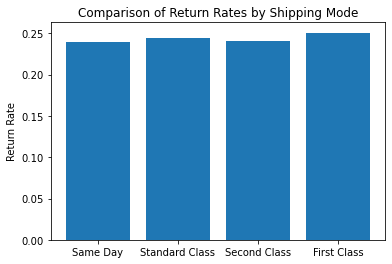 Comparison of Return Rates by Shipping Mode
Return Rate
0.25
0.20
0.15
0.10
0.05
0.00
Same Day
Standard Class
Second Class
First Class